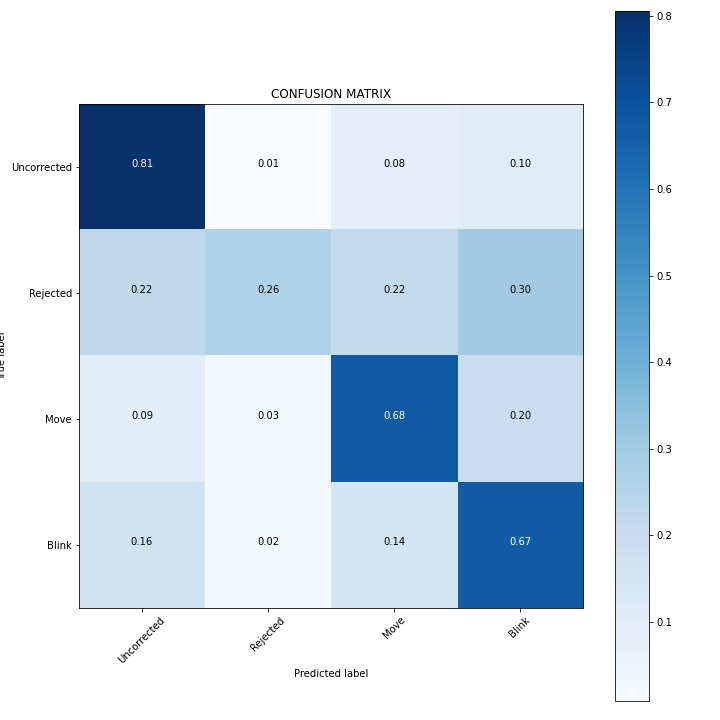 CONFUSION MATRIX
0.8
0.7
0.6
0.5
0.4
0.3
0.2
0.1
Uncorrected 0.81 0.01 0.08 0.10
Rejected 0.22 0.26 0.22 0.30
Move 0.09 0.03 0.68 0.20
Blink 0.16 0.02 0.14 0.67
Uncorrected Rejected Move Blink
Predicted label
label